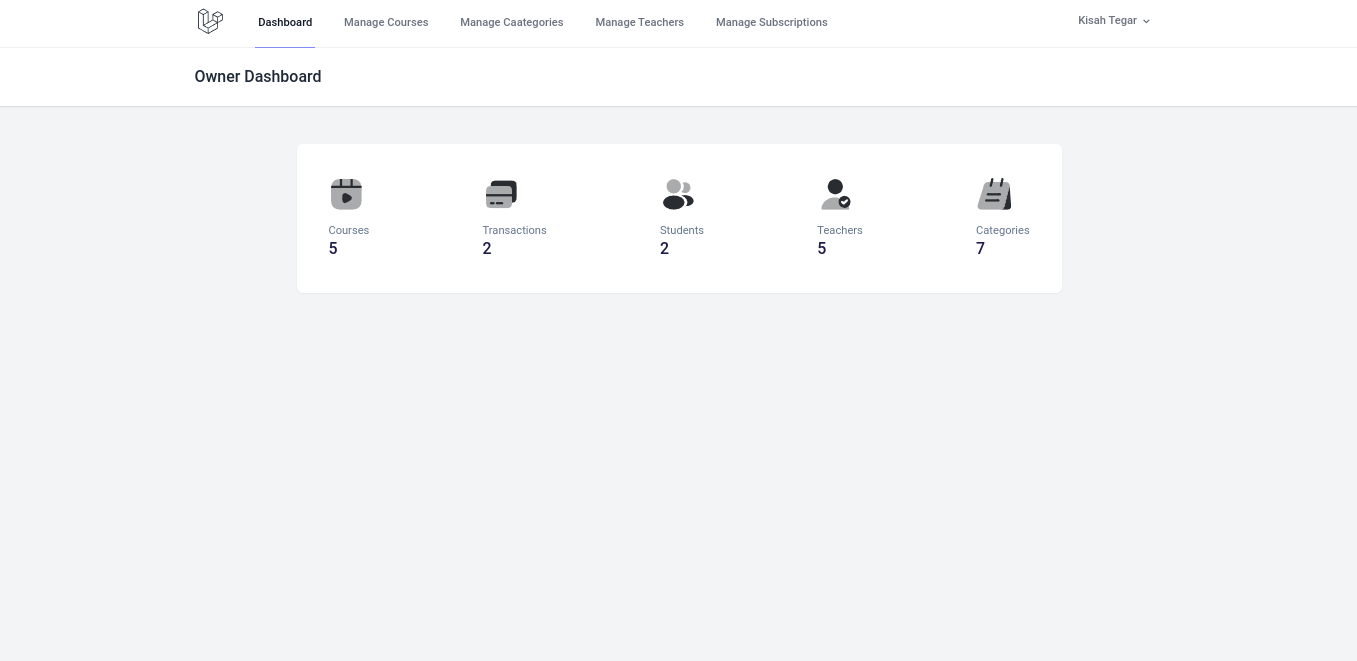 Dashboard Manage Courses Manage Caategories Manage Teachers Manage Subscriptions Kisah Tegar
Owner Dashboard
Courses Transactions Students Teachers Categories
5 2 2 5 7